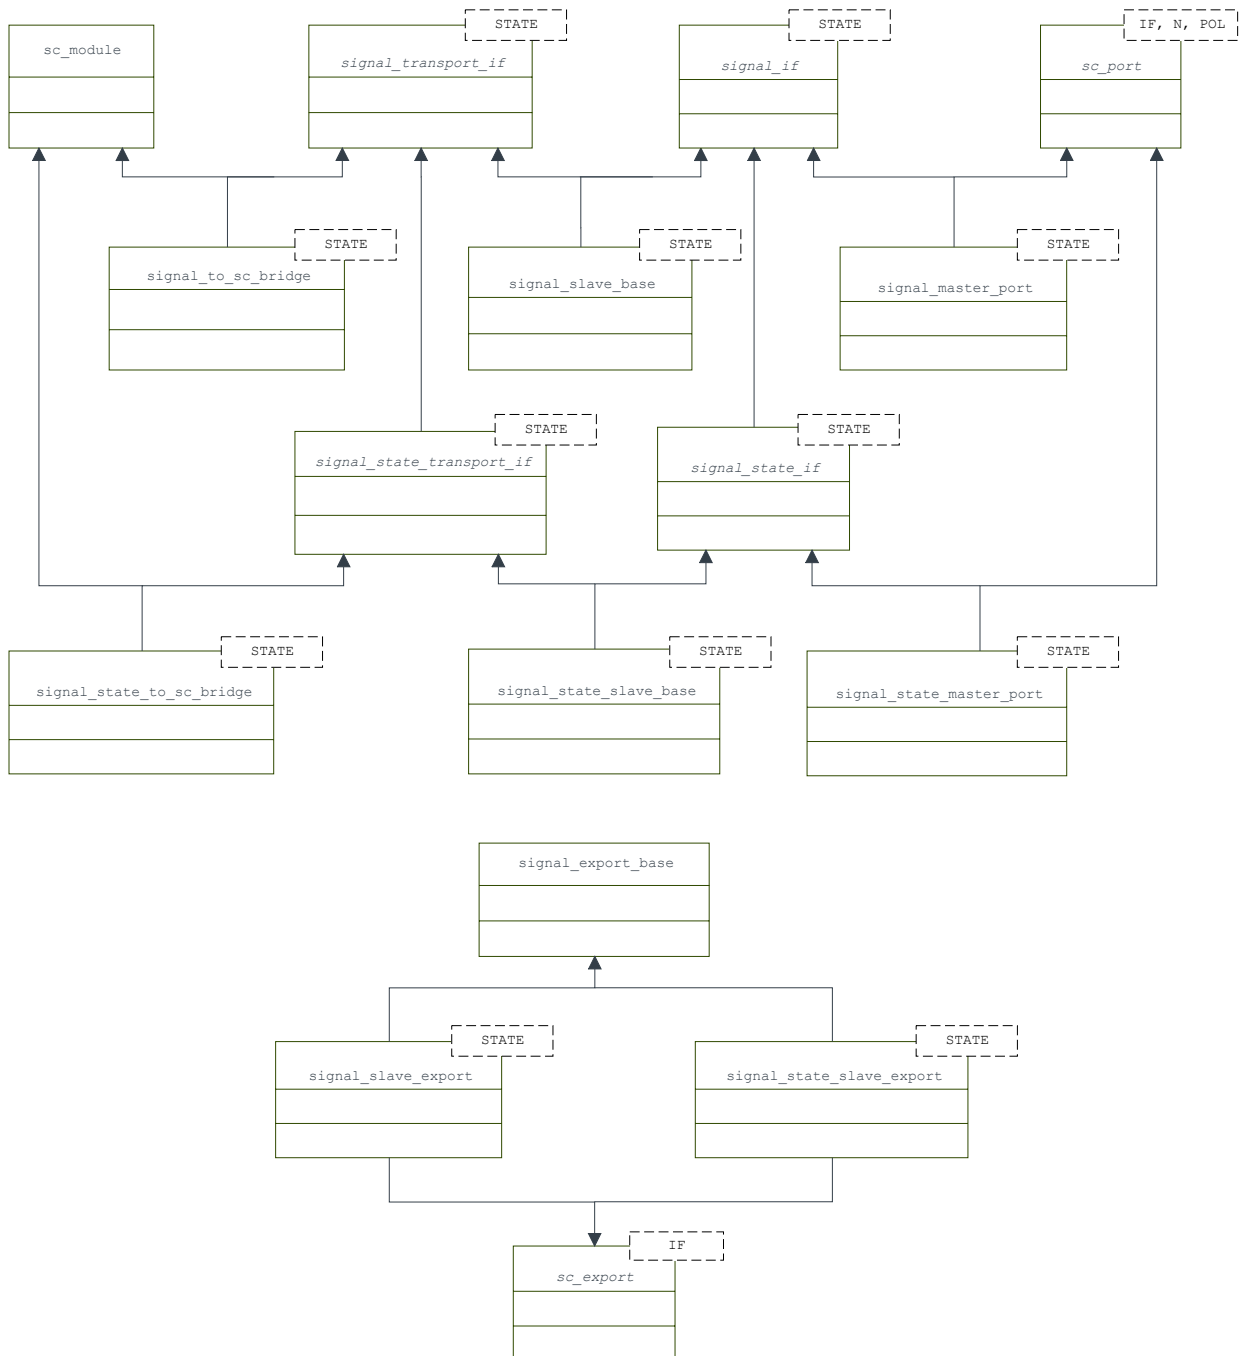 STATE
STATE
IF, N, POL
sc_module
signal_transport_if
signal_if
sc_port
STATE
STATE
STATE
signal_to_sc_bridge
signal_slave_base
signal_master_port
STATE
STATE
signal_state_transport_if
signal_state_if
STATE
STATE
STATE
signal_state_to_sc_bridge
signal_state_slave_base
signal_state_master_port
signal_export_base
STATE
STATE
signal_slave_export
signal_state_slave_export
IF
sc_export